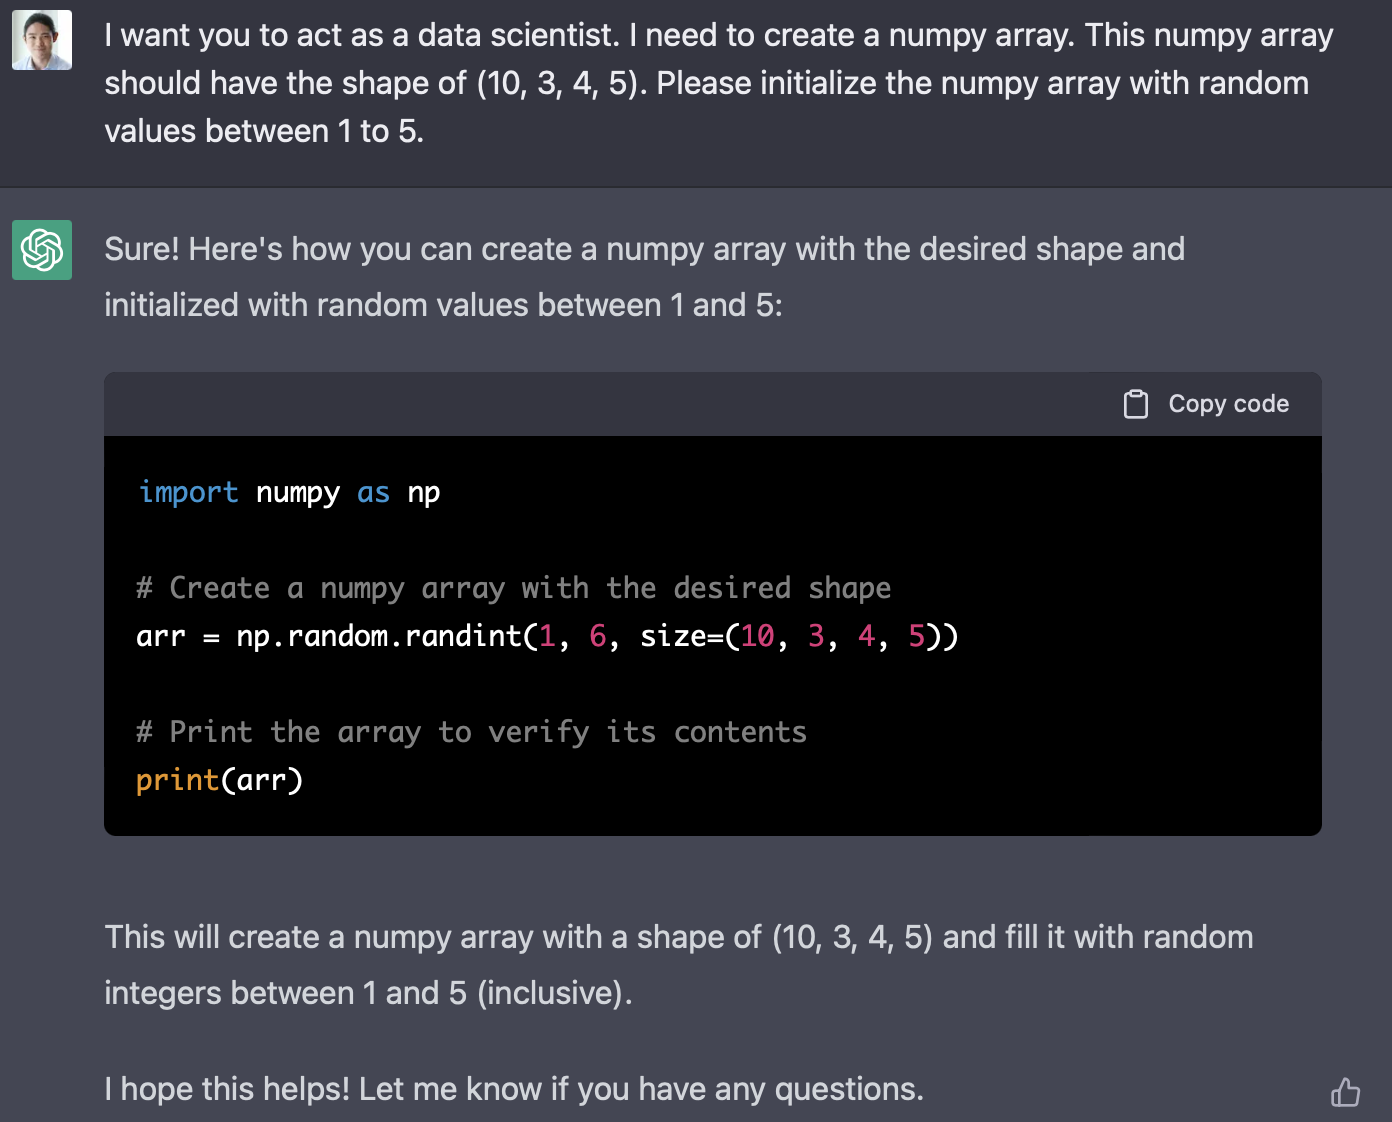 I want you to act as a data scientist. I need to create a numpy array. This numpy array
should have the shape of (10, 3, 4, 5). Please initialize the numpy array with random
values between 1 to 5.
Sure! Here's how you can create a numpy array with the desired shape and
initialized with random values between 1 and 5:
Copy code
import numpy as np
# Create a numpy array with the desired shape
arr = np.random.randint(1, 6, size=(10, 3, 4, 5))
# Print the array to verify its contents
print(arr)
This will create a numpy array with a shape of (10, 3, 4, 5) and fill it with random
integers between 1 and 5 (inclusive).
I hope this helps! Let me know if you have any questions.